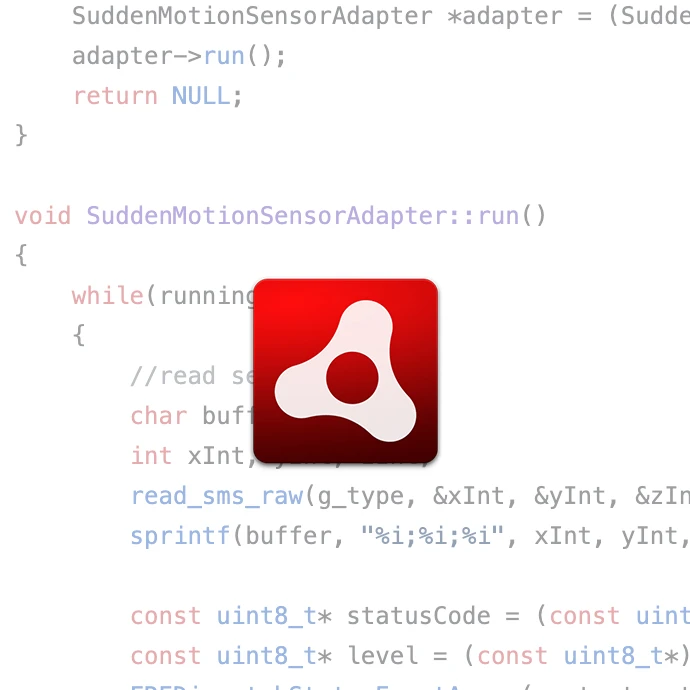 SuddenMotionSensorAdapter *adapter = (Sudde
adapter->run();
return NULL;
}
void SuddenMotionSensorAdapter::run()
{
while(running
{
//read se
char buff
int xInt,
read_sms_raw(g_type, &xInt, &yInt, &zIn
sprintf(buffer, "%i;%i;%i", xInt, yInt,
const uint8_t* statusCode = (const uint
const uint8_t* level = (const uint8_t*)